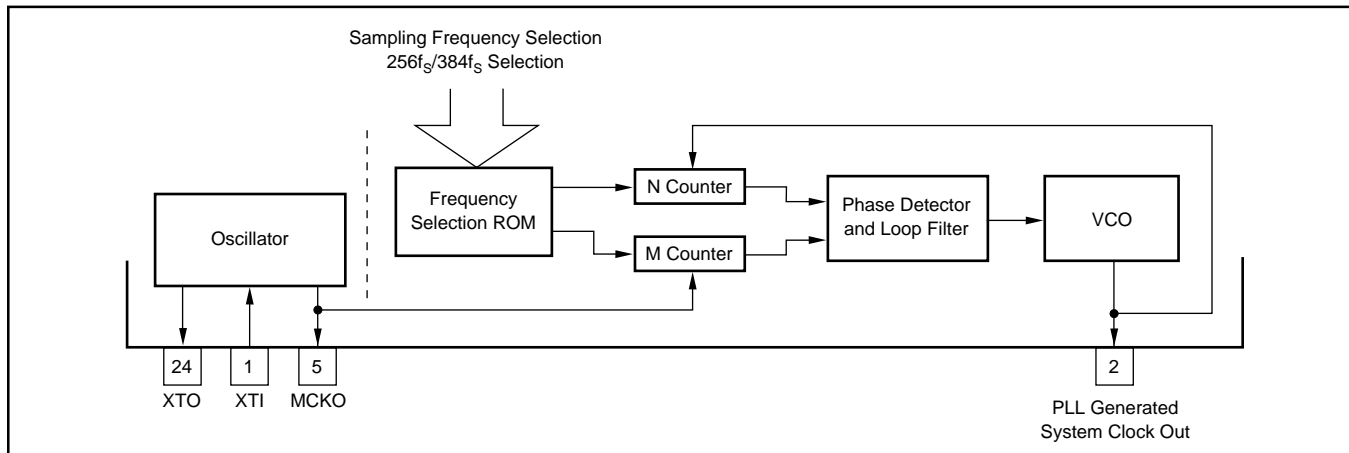 Sampling Frequency Selection
256fS/384fS Selection
Oscillator
Frequency
Selection ROM
N Counter
M Counter
Phase Detector
and Loop Filter
VCO
24
1
5
2
XTO
XTI
MCKO
PLL Generated
System Clock Out